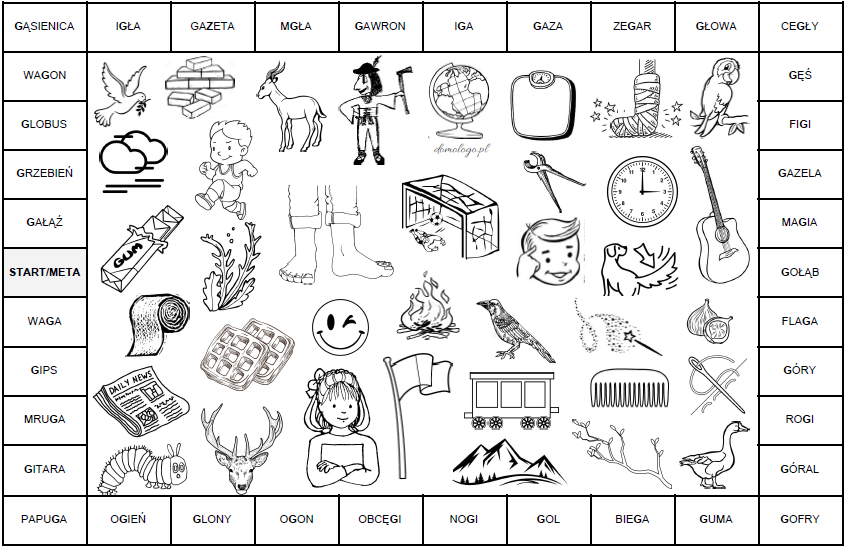 GĄSIENICA IGŁA GAZETA MGŁA GAWRON IGA GAZA ZEGAR GŁOWA CEGŁY
WAGON GĘŚ
GLOBUS FIGI
domologo.pl
GRZEBIEŃ GAZELA
GAŁĄŹ MAGIA
GUM
START/META GOŁĄB
WAGA FLAGA
GIPS GÓRY
DAILY NEWS
MRUGA ROGI
GITARA GÓRAL
PAPUGA OGIEŃ GLONY OGON OBCĘGI NOGI GOL BIEGA GUMA GOFRY